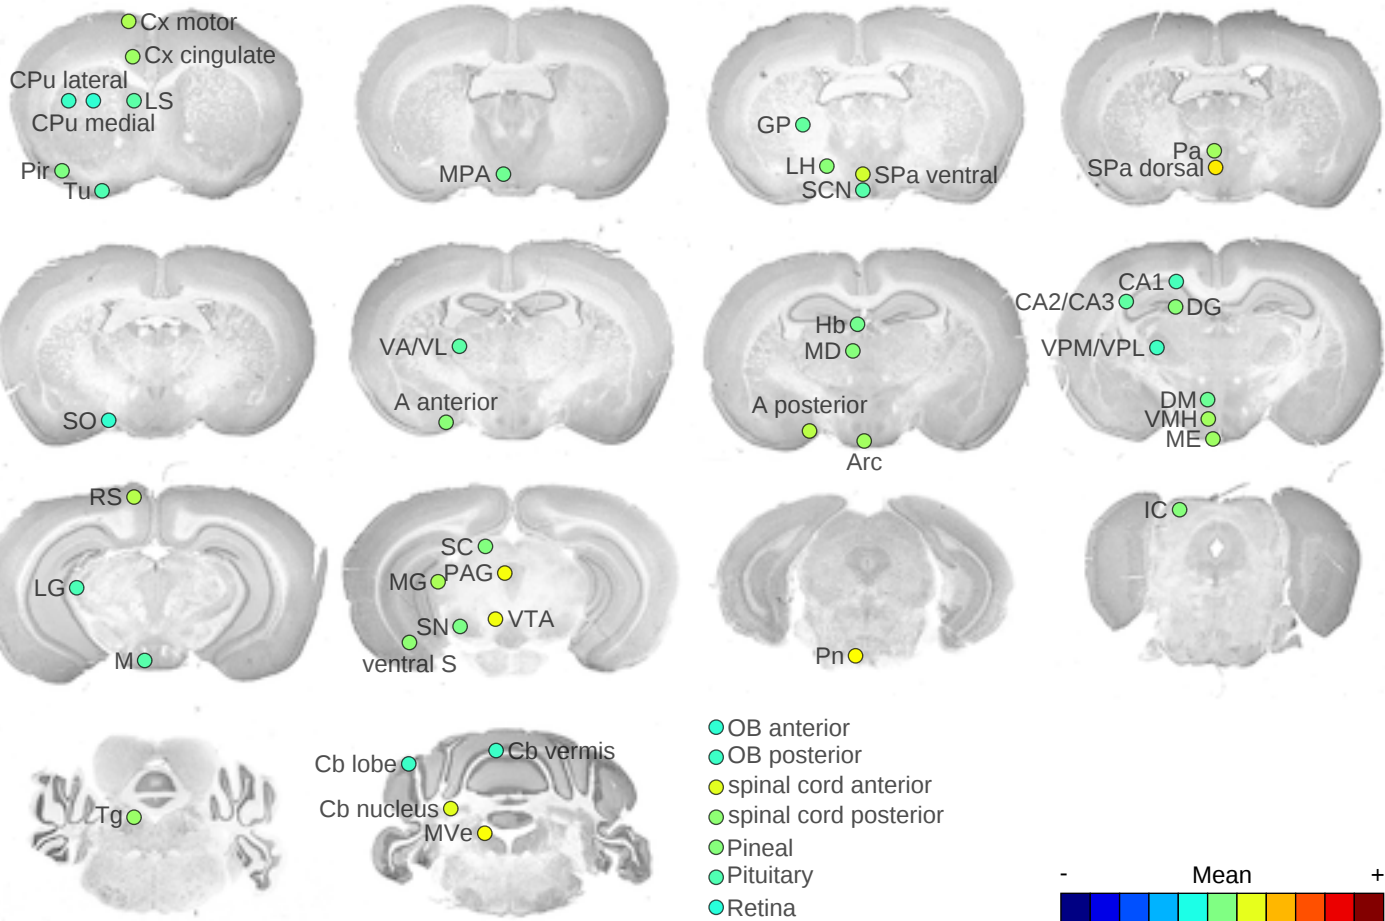 Cx motor
Cx cingulate
CPu lateral
LS
CPu medial
Pir
Tu
MPA
GP
LH
SPa ventral
SCN
Pa
SPa dorsal
SO
VA/VL
A anterior
Hb
MD
A posterior
Arc
CA1
CA2/CA3
DG
VPM/VPL
DM
VMH
ME
RS
LG
M
SC
MG
PAG
SN
VTA
ventral S
Pn
IC
Tg
Cb lobe
Cb vermis
Cb nucleus
MVe
OB anterior
OB posterior
spinal cord anterior
spinal cord posterior
Pineal
Pituitary
Retina
- Mean +